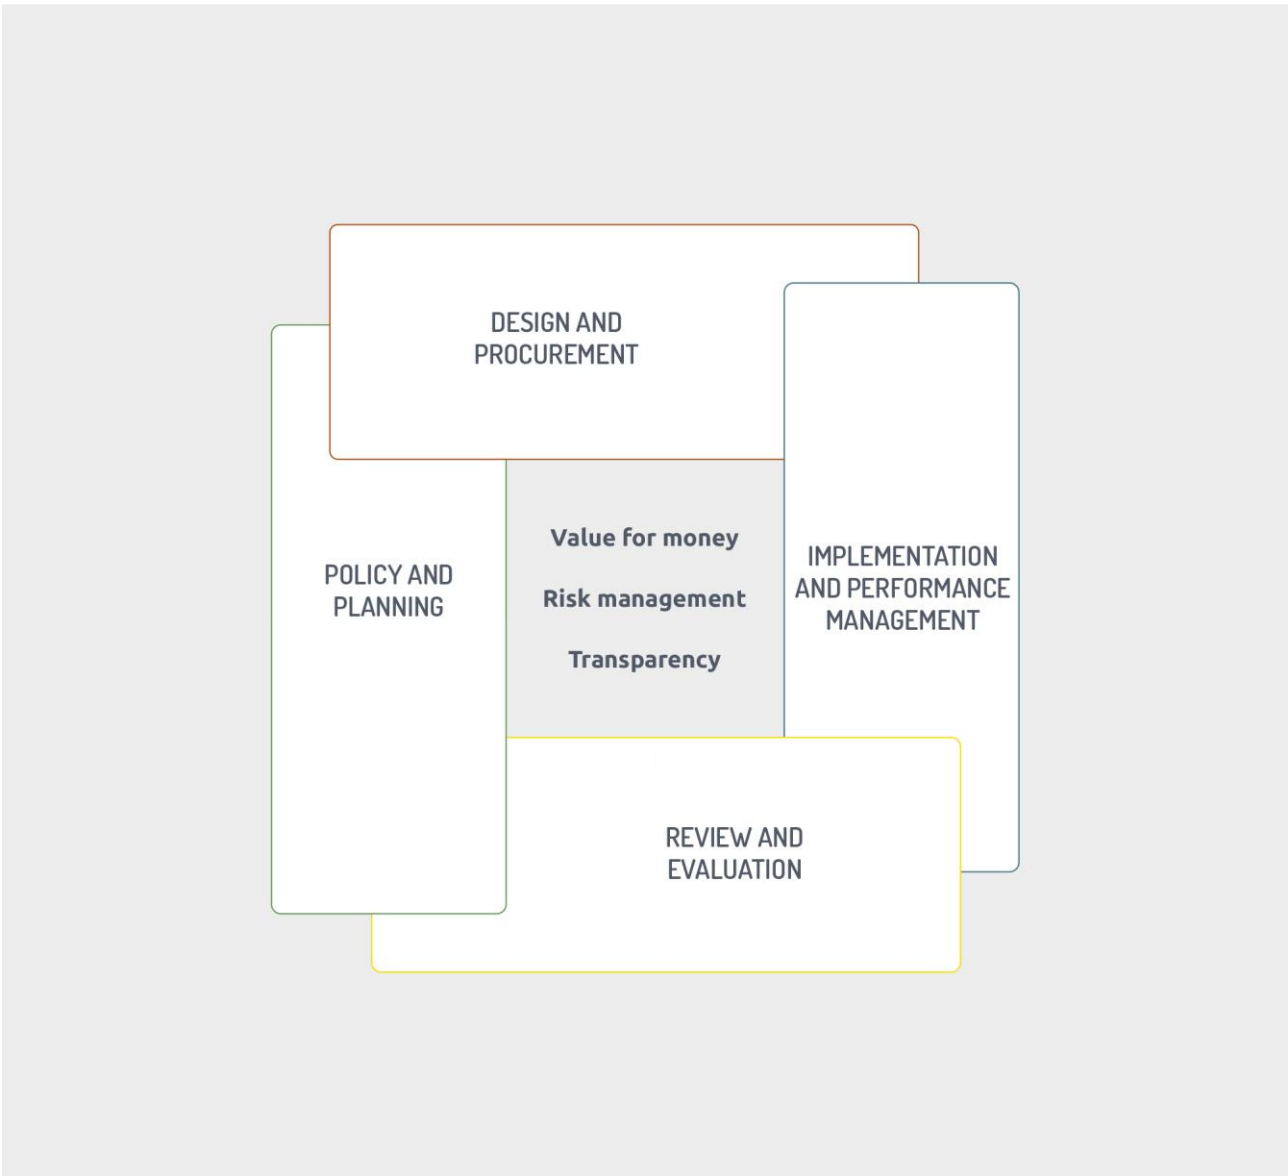 DESIGN AND
PROCUREMENT
POLICY AND
PLANNING
Value for money
Risk management
Transparency
IMPLEMENTATION
AND PERFORMANCE
MANAGEMENT
REVIEW AND
EVALUATION